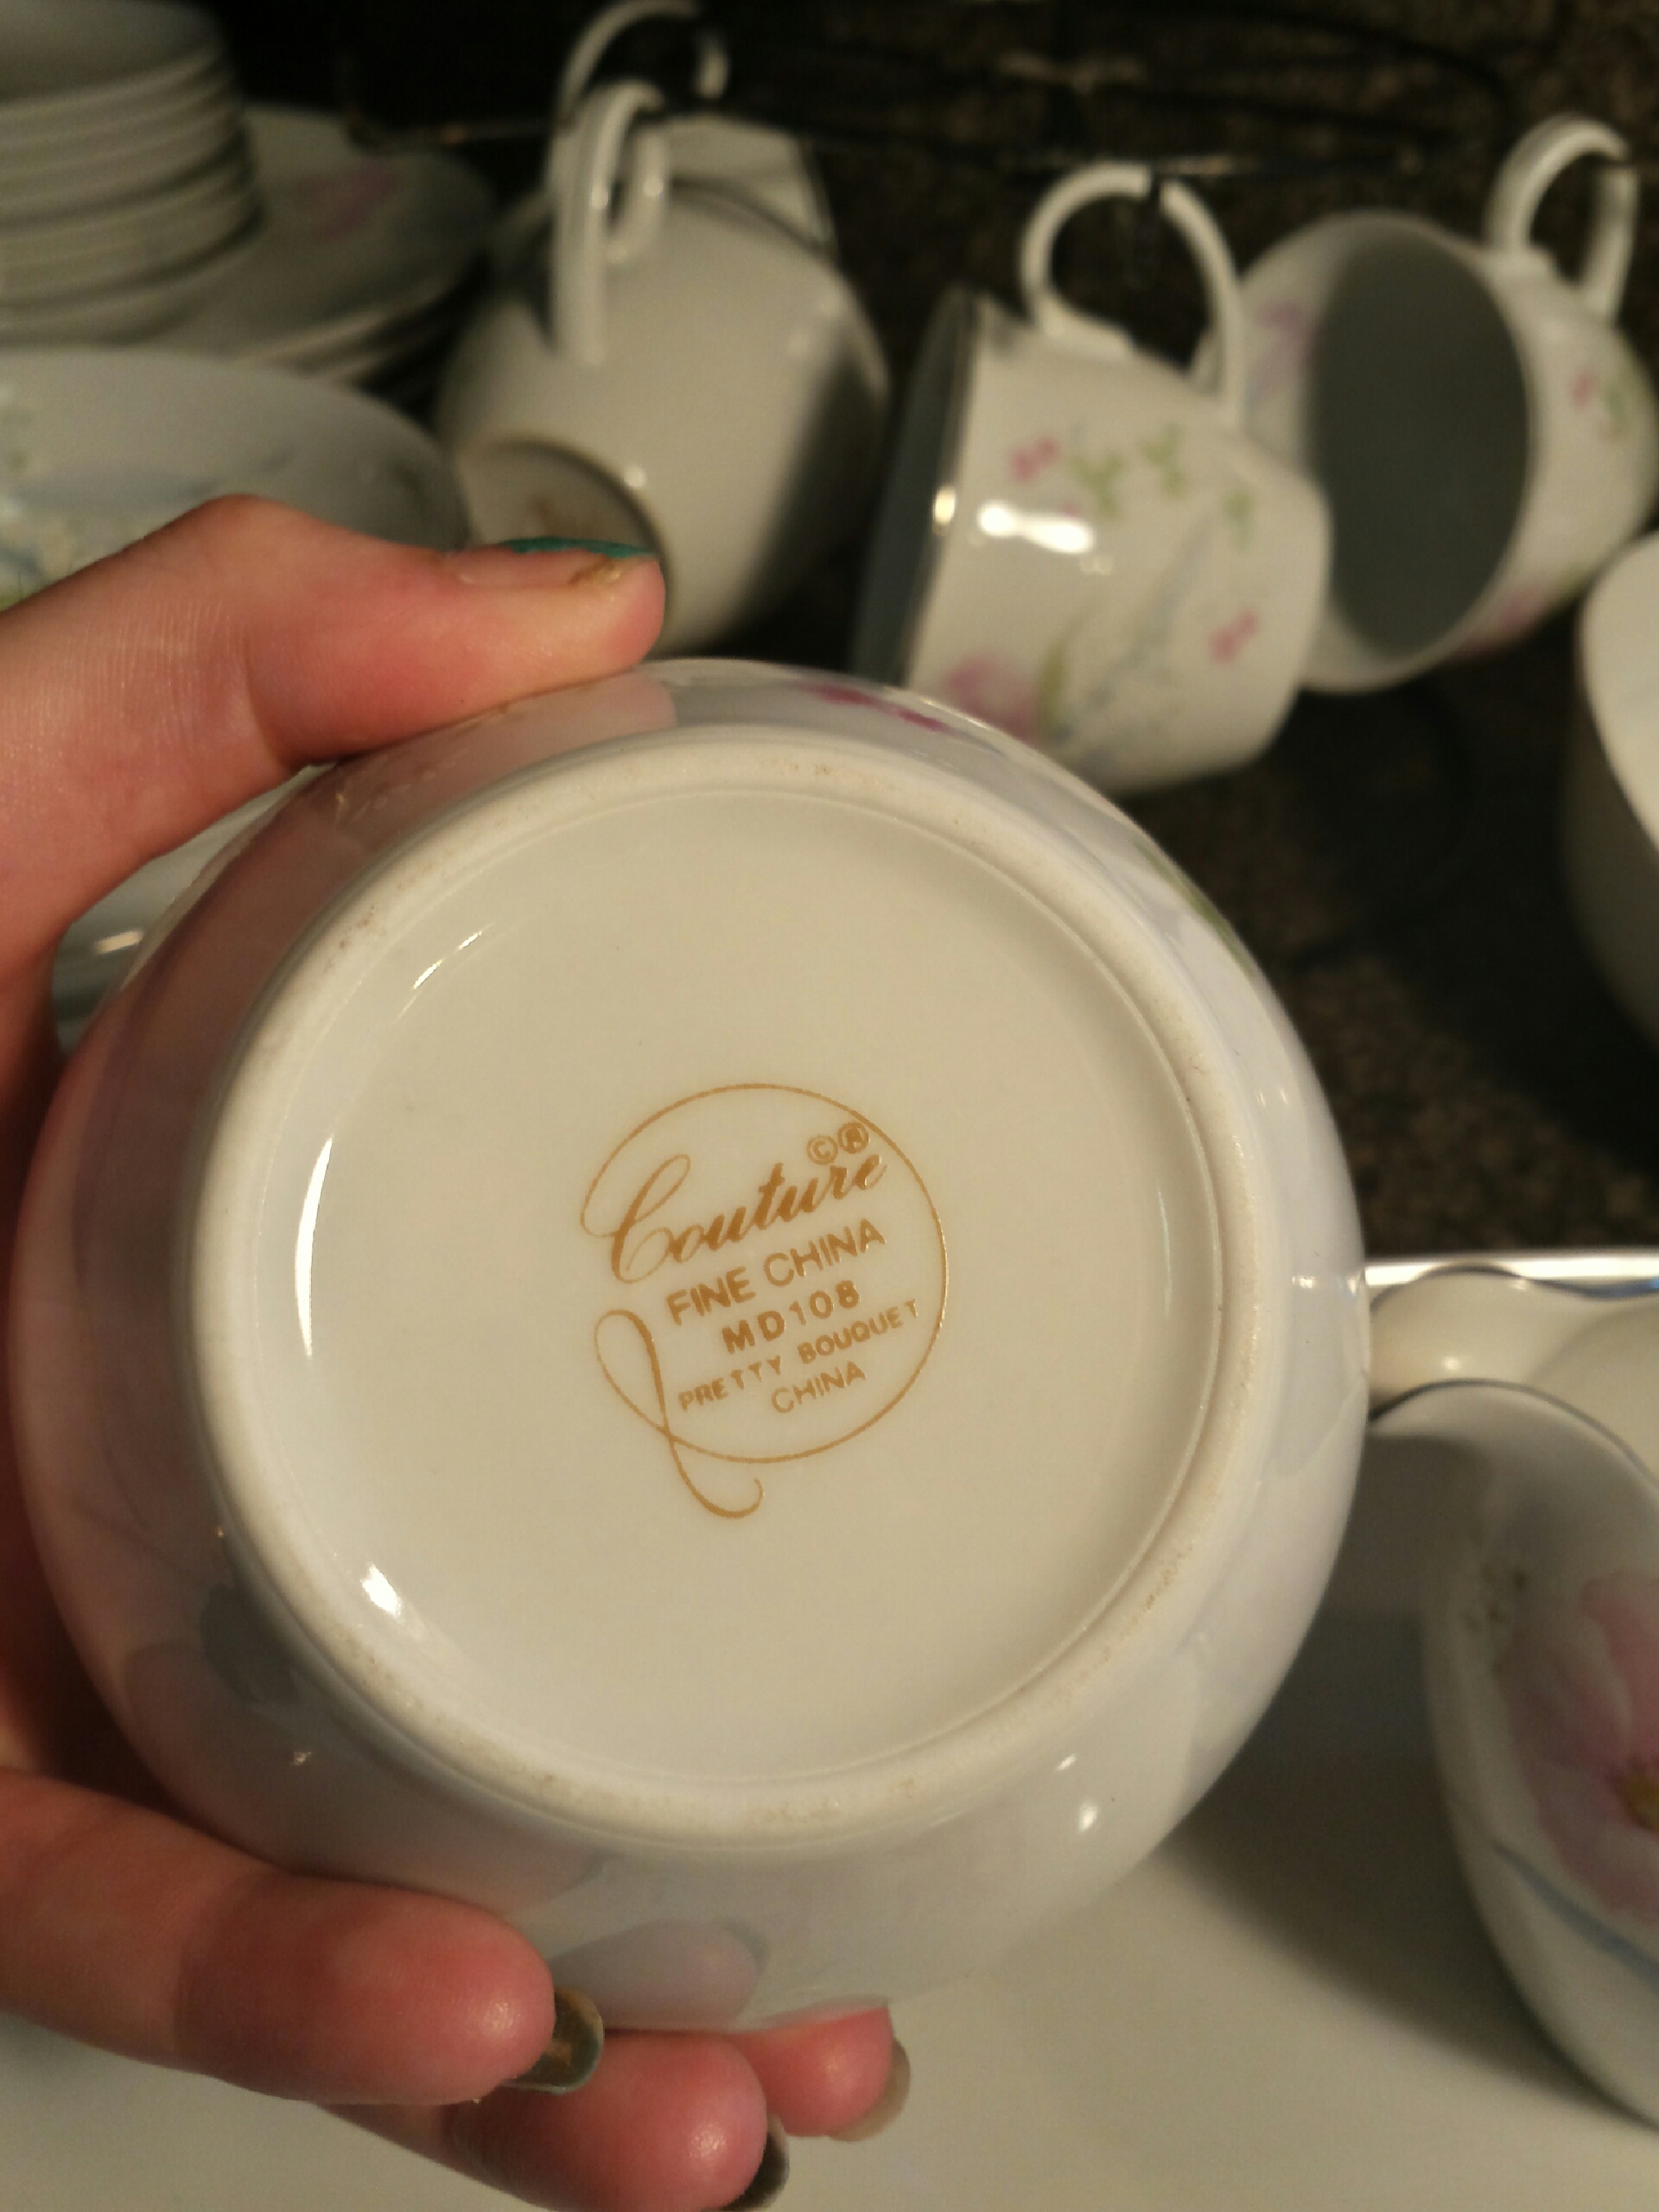 Couture ©®
FINE CHINA
MD108
PRETTY BOUQUET
CHINA